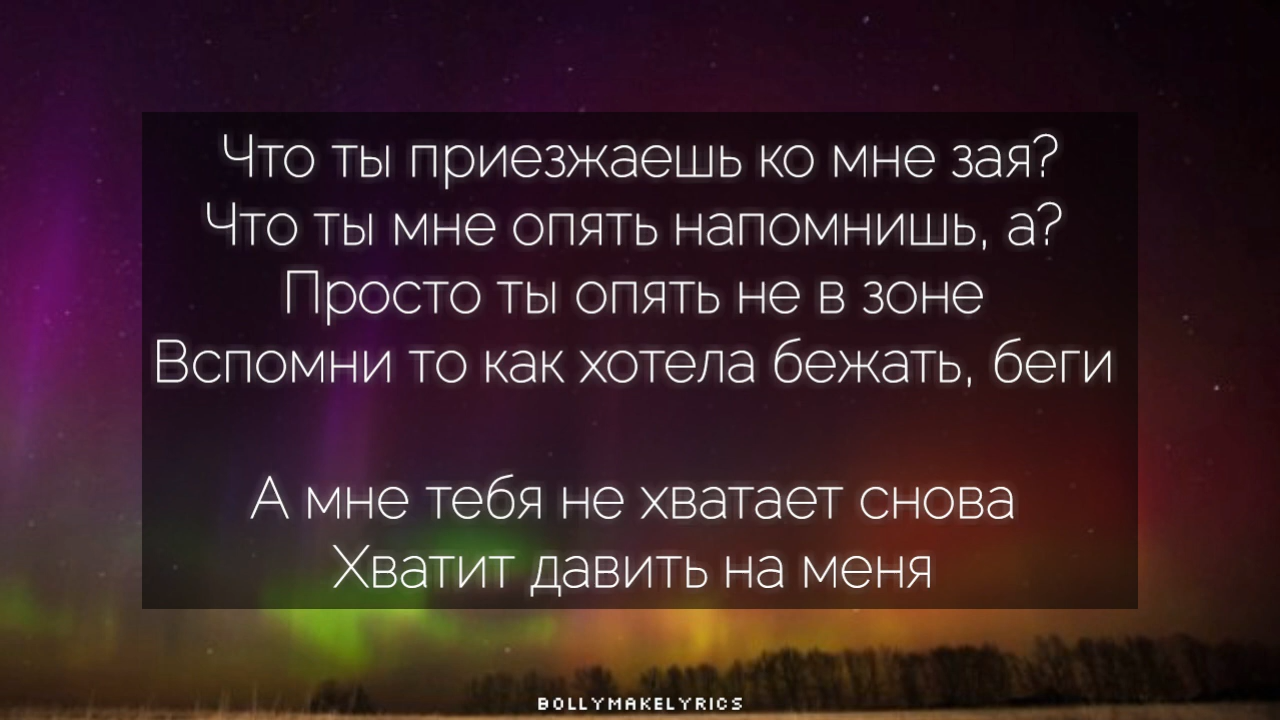 Что ты приезжаешь ко мне зая?
Что ты мне опять напомнишь, а?
Просто ты опять не в зоне
Вспомни то как хотела бежать, беги
А мне тебя не хватает снова
Хватит давить на меня
BOLLYMAKELYRICS